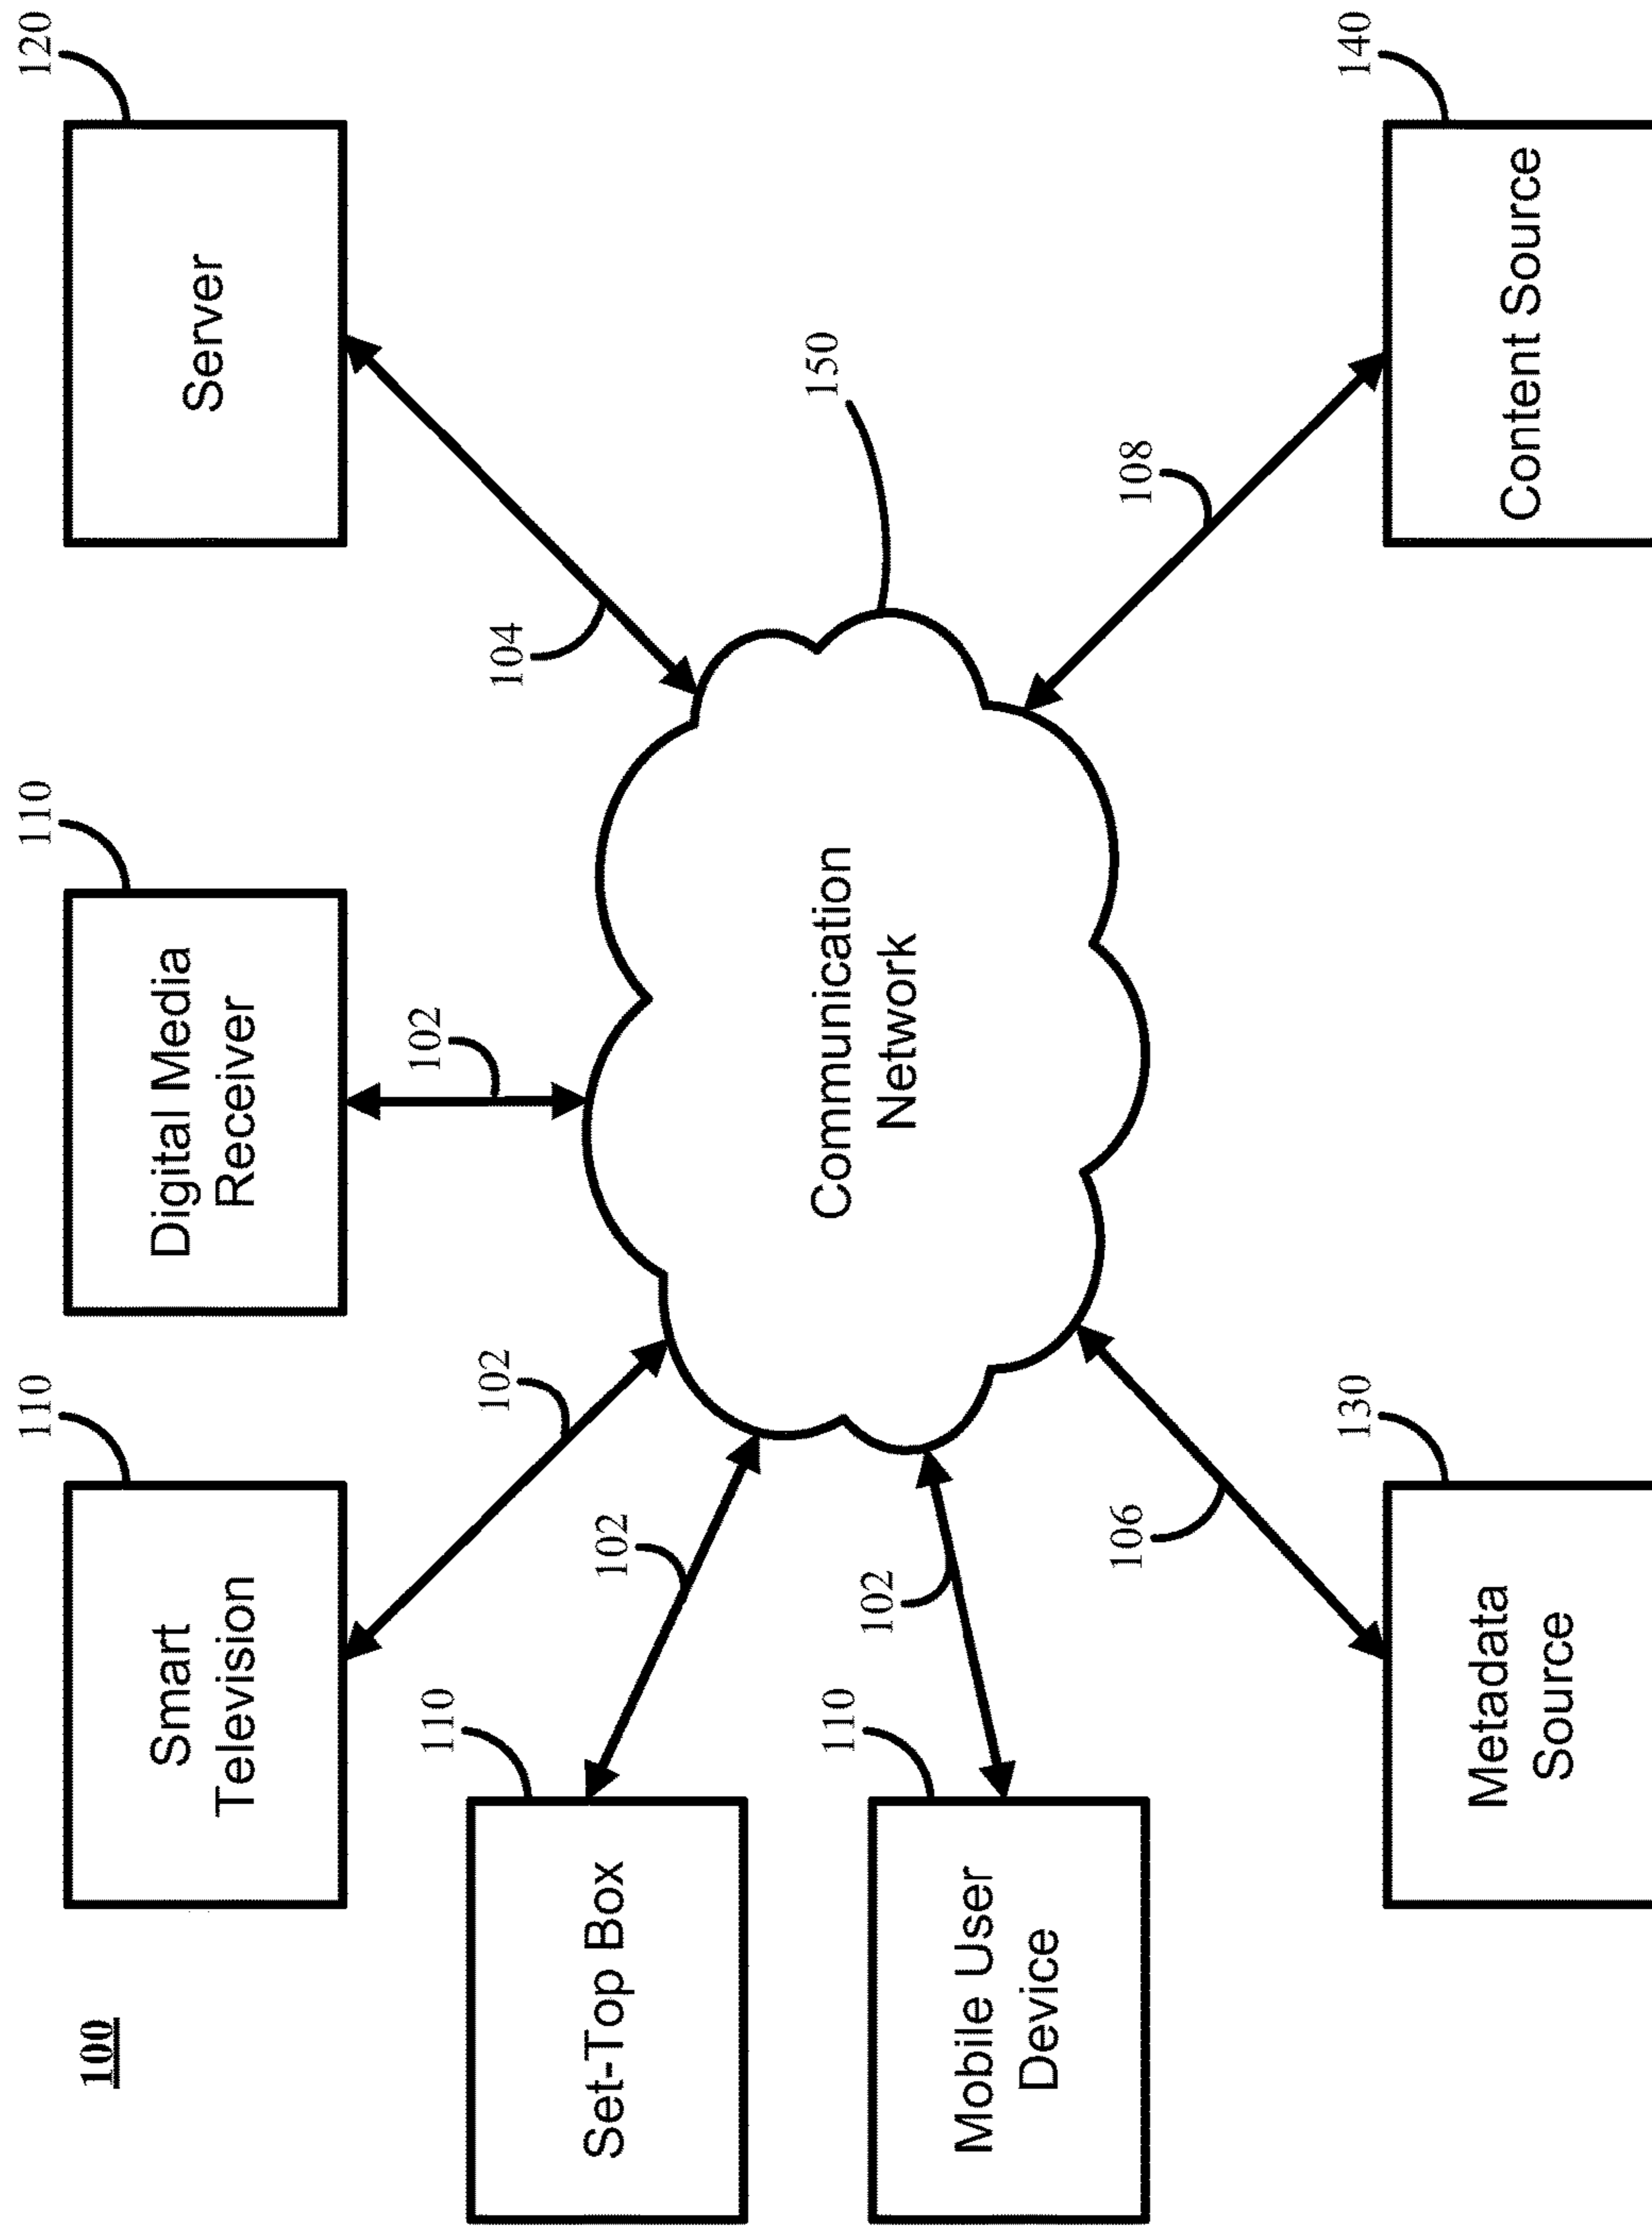 100
110
Smart
Television
110
Digital Media
Receiver
120
Server
102
102
104
110
Set-Top Box
102
150
Communication
Network
110
Mobile User
Device
102
106
108
130
Metadata
Source
140
Content Source